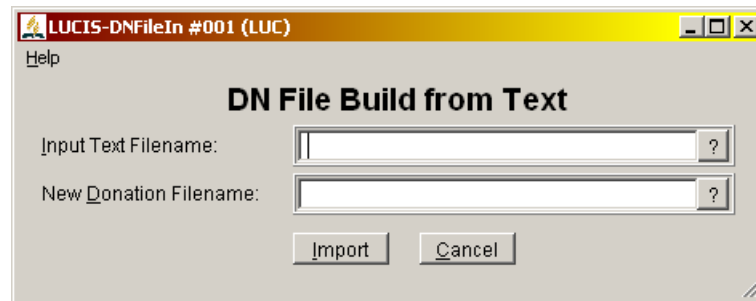 LUCIS-DNFileIn #001 (LUC)
Help
DN File Build from Text
Input Text Filename: ?
New Donation Filename: ?
Import Cancel